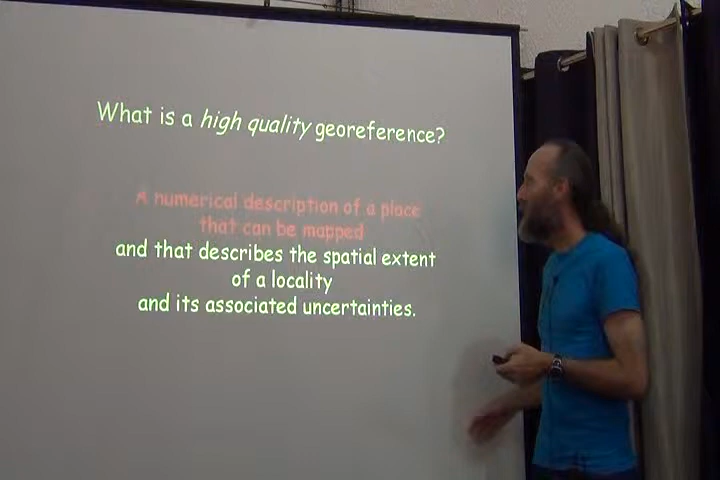 What is a high quality georeference?
A numerical description of a place
that can be mapped
and that describes the spatial extent
of a locality
and its associated uncertainties.